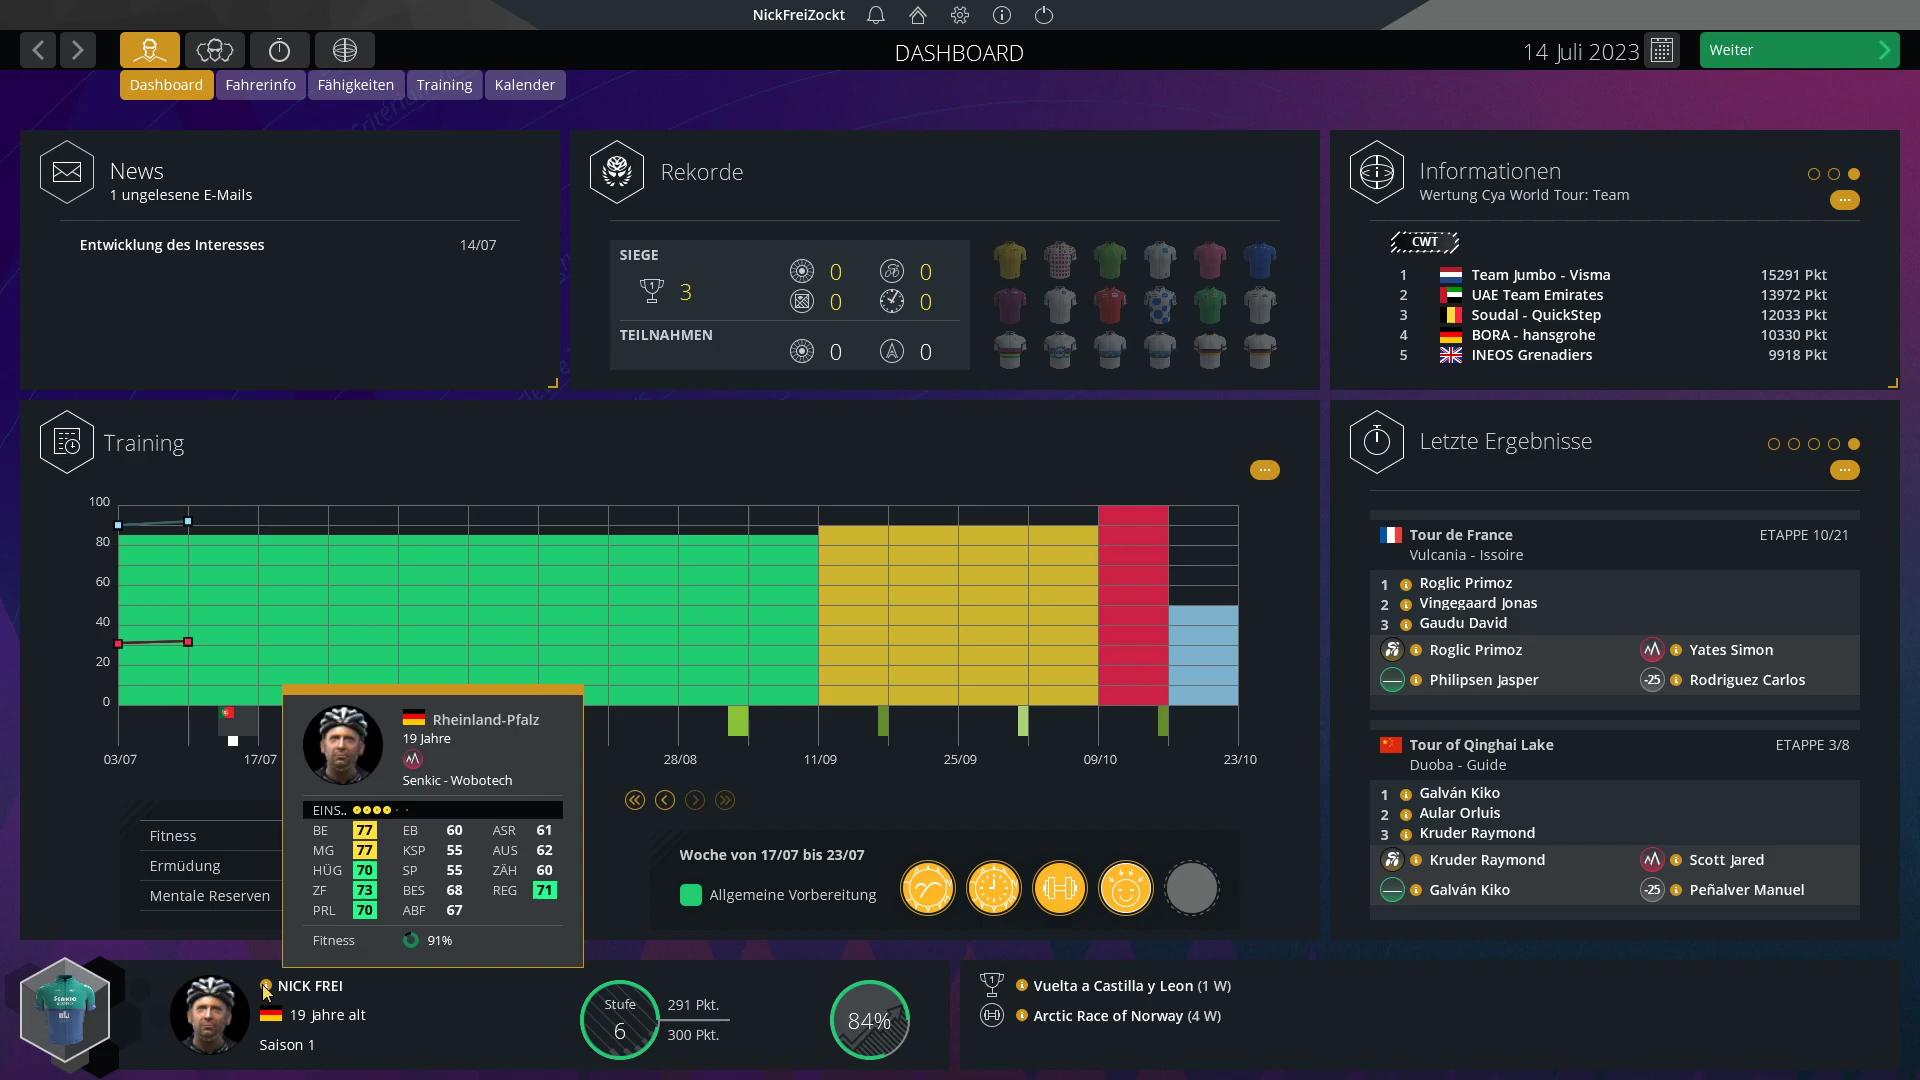 NickFreiZockt
DASHBOARD
14 Juli 2023
Weiter
Dashboard
Fahrerinfo
Fähigkeiten
Training
Kalender
News
1 ungelesene E-Mails
Entwicklung des Interesses 14/07
Rekorde
SIEGE
1 3
0 0
0 0
TEILNAHMEN
0 0
Informationen
Wertung Cya World Tour: Team
CWT
1 Team Jumbo - Visma 15291 Pkt
2 UAE Team Emirates 13972 Pkt
3 Soudal - QuickStep 12033 Pkt
4 BORA - hansgrohe 10330 Pkt
5 INEOS Grenadiers 9918 Pkt
Training
100
80
60
40
20
0
03/07 17/07 28/08 11/09 25/09 09/10 23/10
Fitness
Ermüdung
Mentale Reserven
Rheinland-Pfalz
19 Jahre
Senkic - Wobotech
EINS..
BE 77 EB 60 ASR 61
MG 77 KSP 55 AUS 62
HÜG 70 SP 55 ZÄH 60
ZF 73 BES 68 REG 71
PRL 70 ABF 67
Fitness 91%
Woche von 17/07 bis 23/07
Allgemeine Vorbereitung
Letzte Ergebnisse
Tour de France ETAPPE 10/21
Vulcania - Issoire
1 Roglic Primoz
2 Vingegaard Jonas
3 Gaudu David
Roglic Primoz Yates Simon
Philipsen Jasper -25 Rodriguez Carlos
Tour of Qinghai Lake ETAPPE 3/8
Duoba - Guide
1 Galván Kiko
2 Aular Orluis
3 Kruder Raymond
Kruder Raymond Scott Jared
Galván Kiko -25 Peñalver Manuel
NICK FREI
19 Jahre alt
Saison 1
Stufe
6
291 Pkt.
300 Pkt.
84%
1 Vuelta a Castilla y Leon (1 W)
Arctic Race of Norway (4 W)